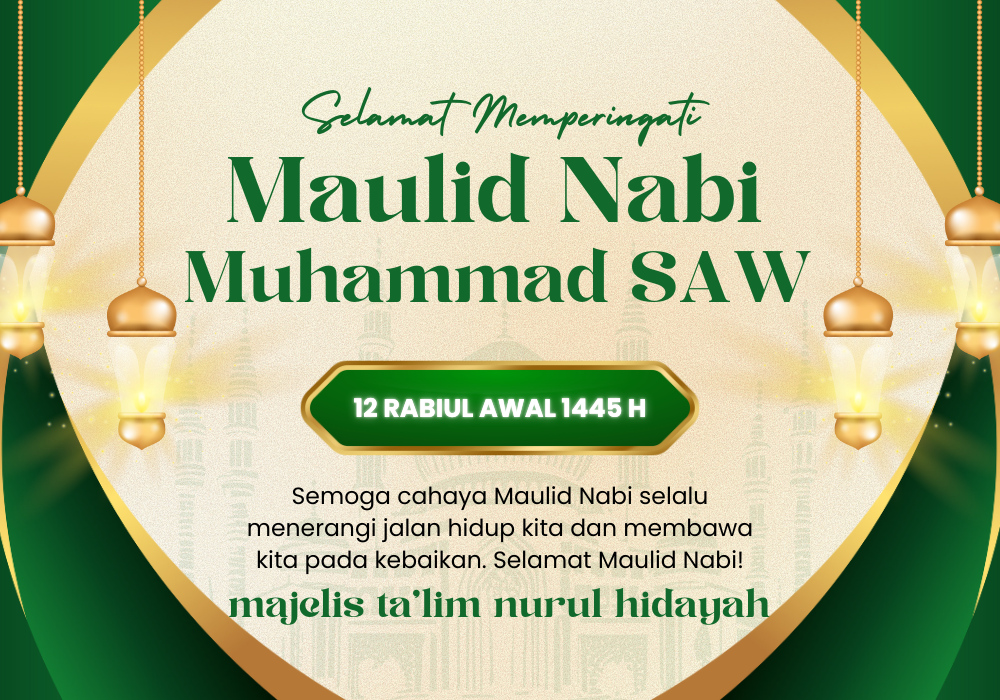 Selamat Memperingati
Maulid Nabi
Muhammad SAW
12 RABIUL AWAL 1445 H
Semoga cahaya Maulid Nabi selalu
menerangi jalan hidup kita dan membawa
kita pada kebaikan. Selamat Maulid Nabi!
majelis ta'lim nurul hidayah